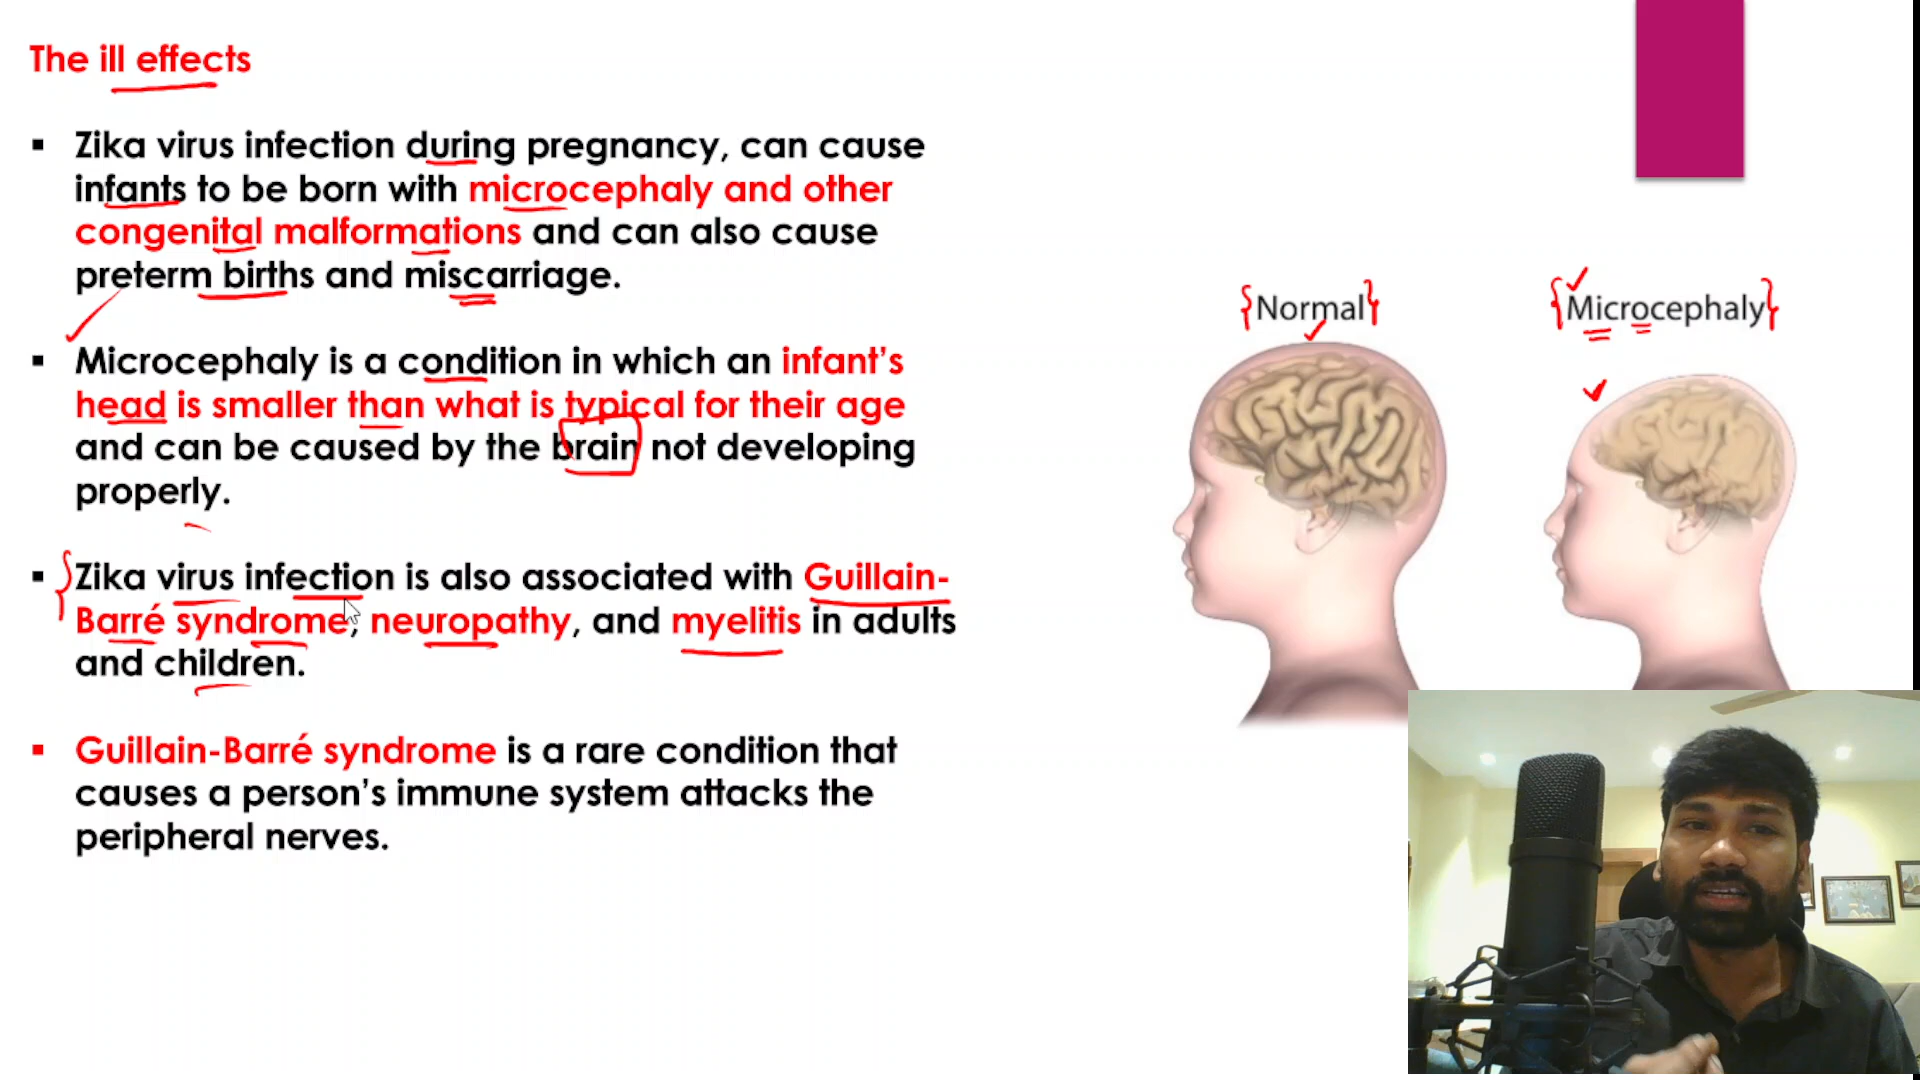 The ill effects
▪ Zika virus infection during pregnancy, can cause
infants to be born with microcephaly and other
congenital malformations and can also cause
preterm births and miscarriage.
▪ Microcephaly is a condition in which an infant's
head is smaller than what is typical for their age
and can be caused by the brain not developing
properly.
▪ Zika virus infection is also associated with Guillain-
Barré syndrome, neuropathy, and myelitis in adults
and children.
▪ Guillain-Barré syndrome is a rare condition that
causes a person's immune system attacks the
peripheral nerves.
Normal
Microcephaly